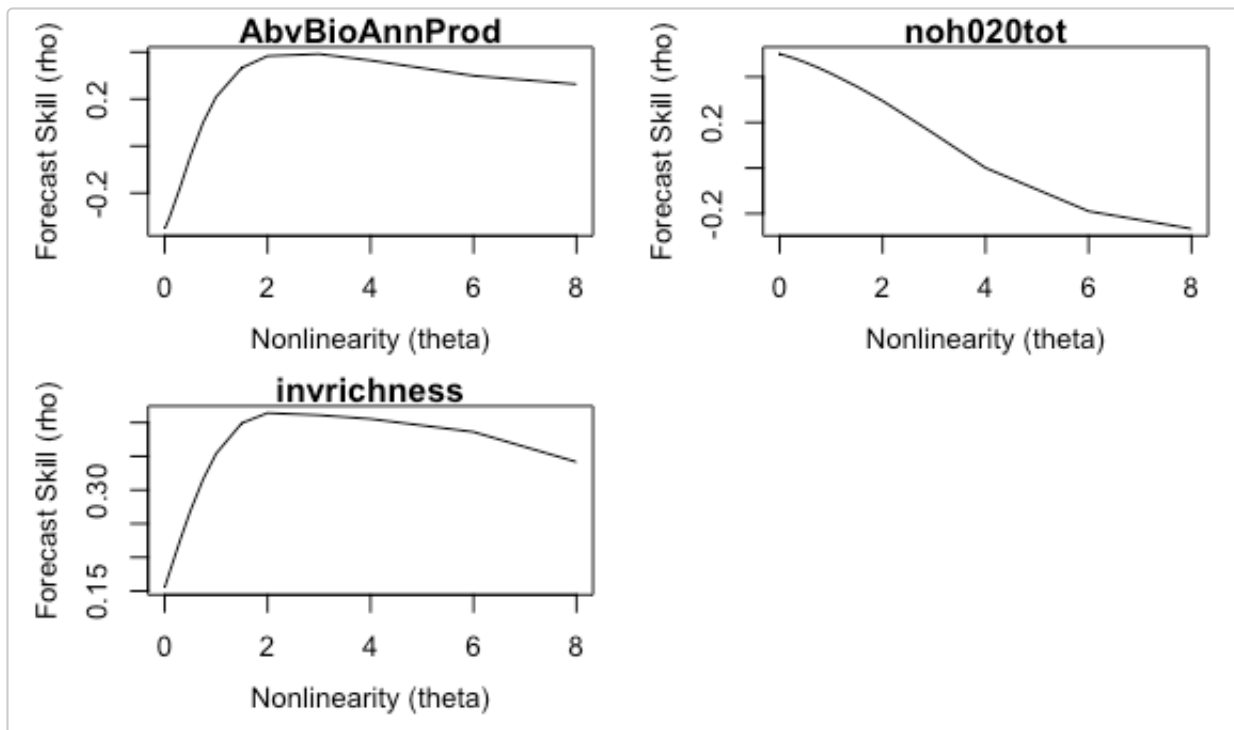 AbvBioAnnProd
Forecast Skill (rho)
0.2
-0.2
0 2 4 6 8
Nonlinearity (theta)
noh020tot
Forecast Skill (rho)
0.2
-0.2
0 2 4 6 8
Nonlinearity (theta)
invrichness
Forecast Skill (rho)
0.30
0.15
0 2 4 6 8
Nonlinearity (theta)